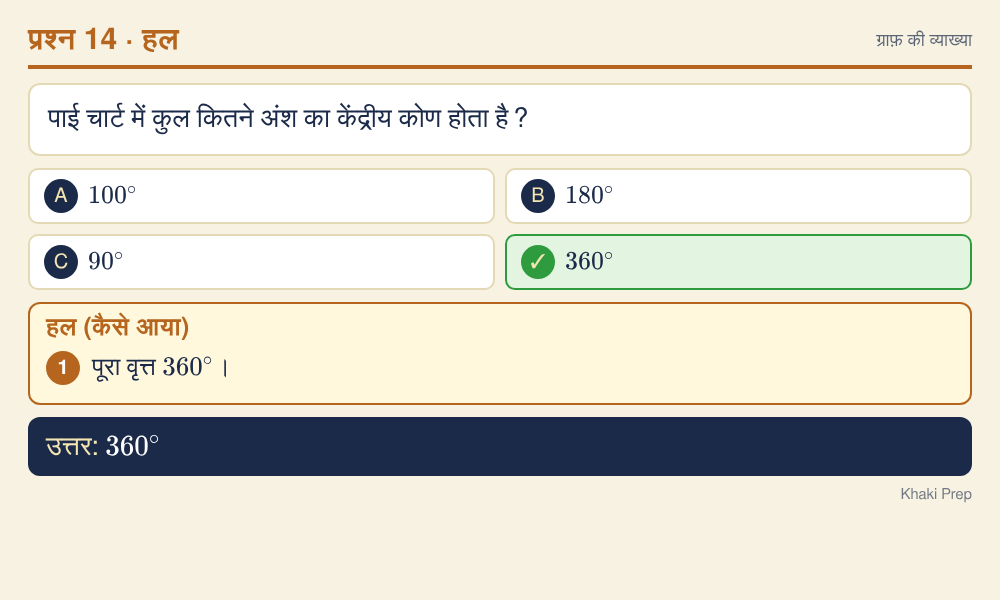 प्रश्न 14 · हल
ग्राफ़ की व्याख्या
पाई चार्ट में कुल कितने अंश का केंद्रीय कोण होता है ?
A 100°
B 180°
C 90°
✓ 360°
हल (कैसे आया)
1 पूरा वृत्त 360° ।
उत्तर: 360°
Khaki Prep